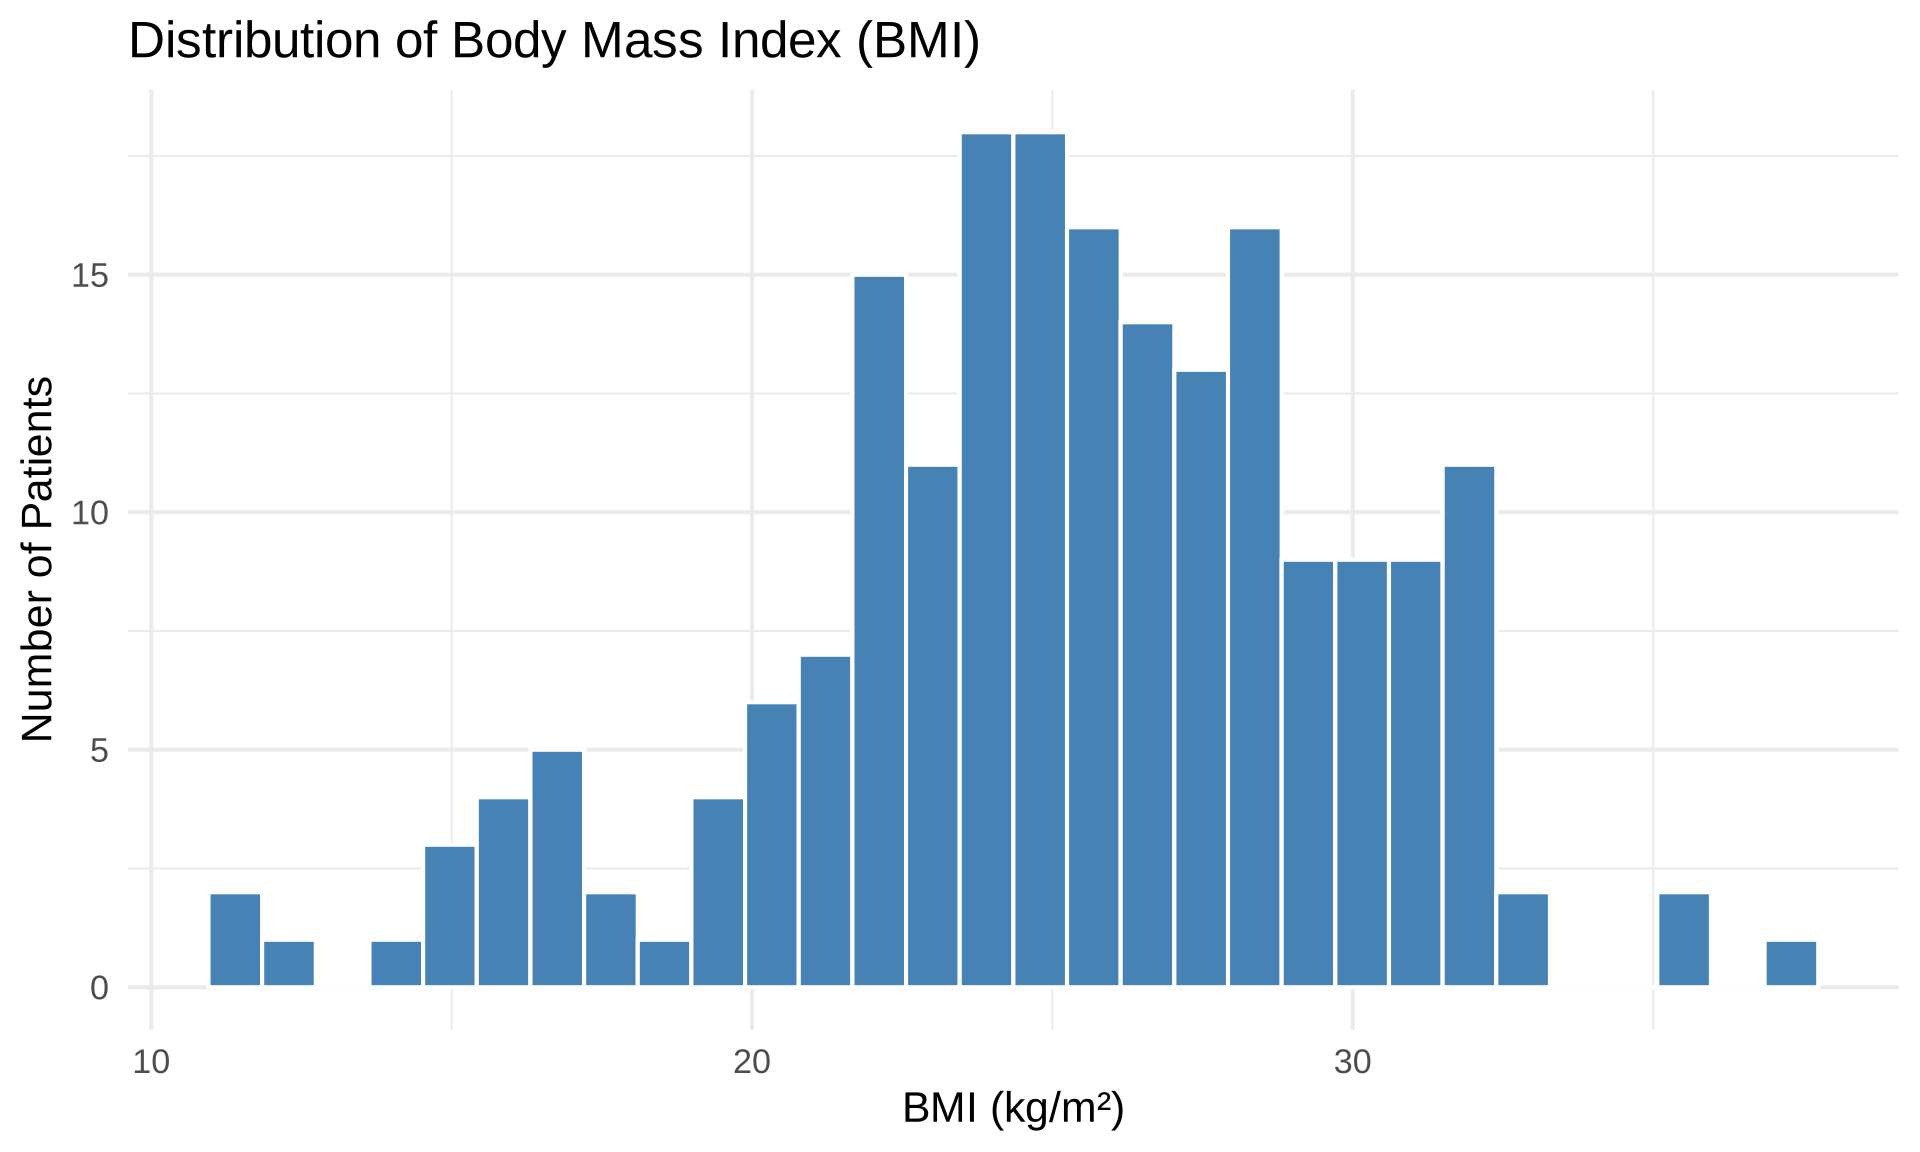 Distribution of Body Mass Index (BMI)
Number of Patients
15
10
5
0
10 20 30
BMI (kg/m²)